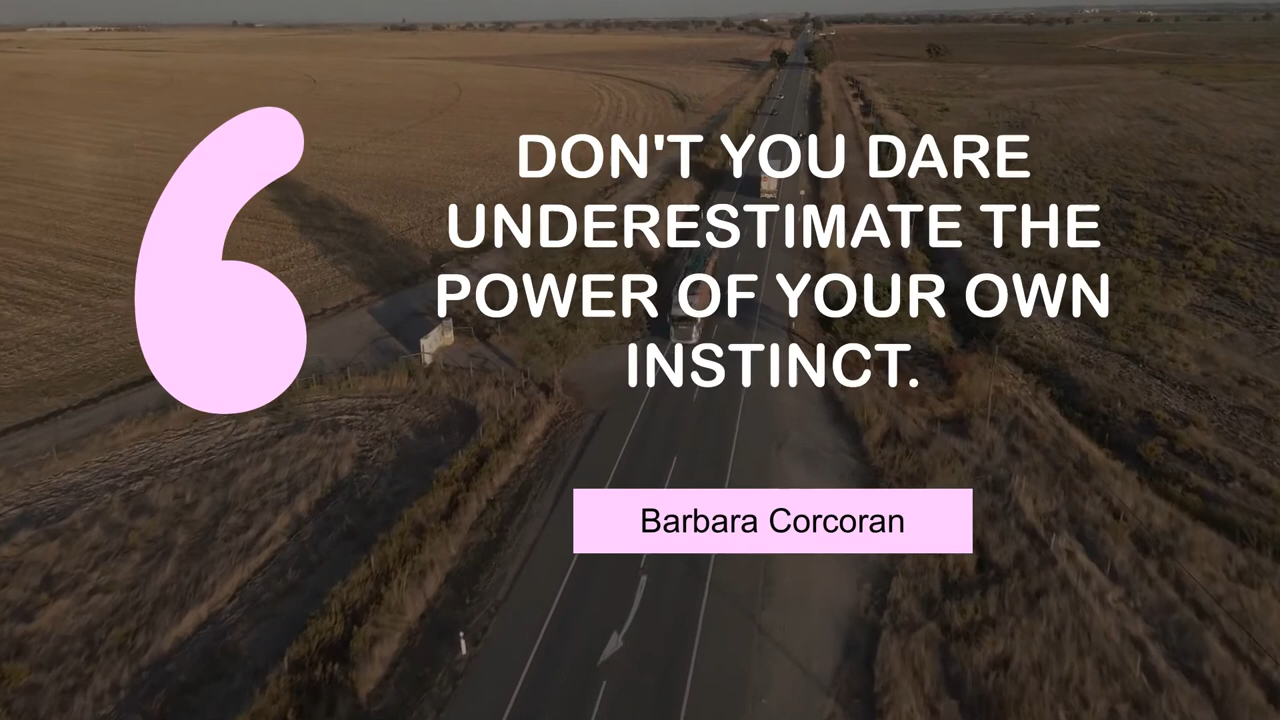 DON'T YOU DARE
UNDERESTIMATE THE
POWER OF YOUR OWN
INSTINCT.
Barbara Corcoran